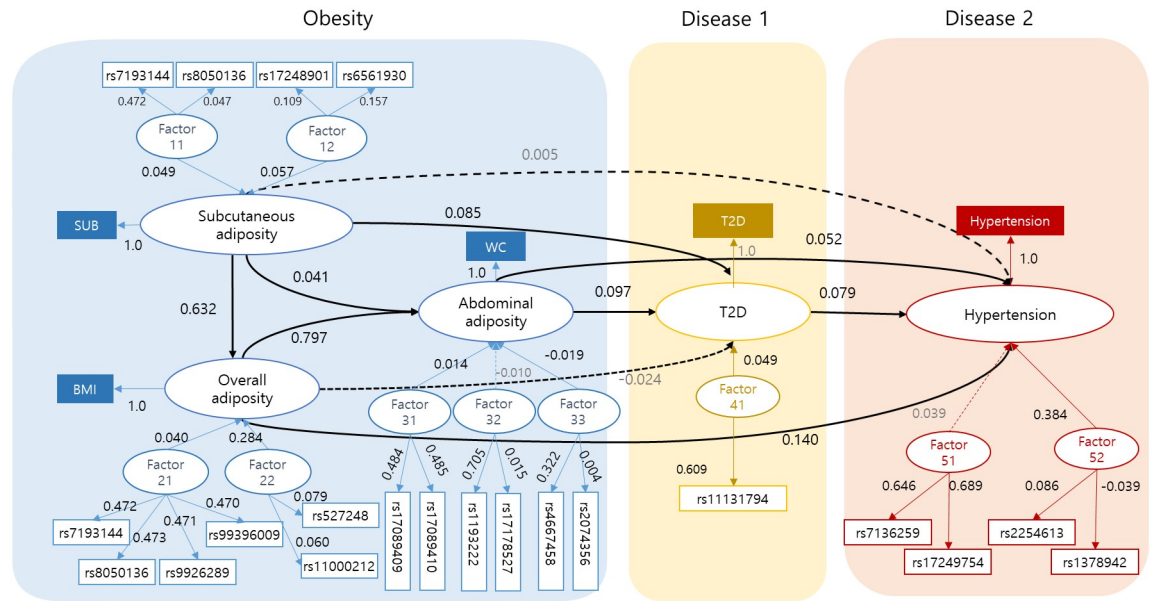 Obesity
Disease 1
Disease 2
rs7193144
rs8050136
rs17248901
rs6561930
0.472
0.047
0.109
0.157
Factor
11
Factor
12
0.049
0.057
0.005
SUB
1.0
Subcutaneous
adiposity
0.085
T2D
1.0
Hypertension
1.0
WC
1.0
0.052
0.041
0.632
0.797
Abdominal
adiposity
0.097
T2D
0.079
Hypertension
BMI
1.0
Overall
adiposity
0.014
-0.010
-0.019
-0.024
0.049
Factor
31
Factor
32
Factor
33
Factor
41
0.140
0.039
0.384
0.040
0.284
Factor
21
Factor
22
Factor
51
Factor
52
0.472
0.473
0.471
0.470
0.079
0.060
rs7193144
rs8050136
rs9926289
rs99396009
rs527248
rs11000212
0.484
0.485
0.705
0.015
0.322
0.004
rs17089409
rs17089410
rs1193222
rs17178527
rs4667458
rs2074356
0.609
rs11131794
0.646
0.689
0.086
-0.039
rs7136259
rs17249754
rs2254613
rs1378942